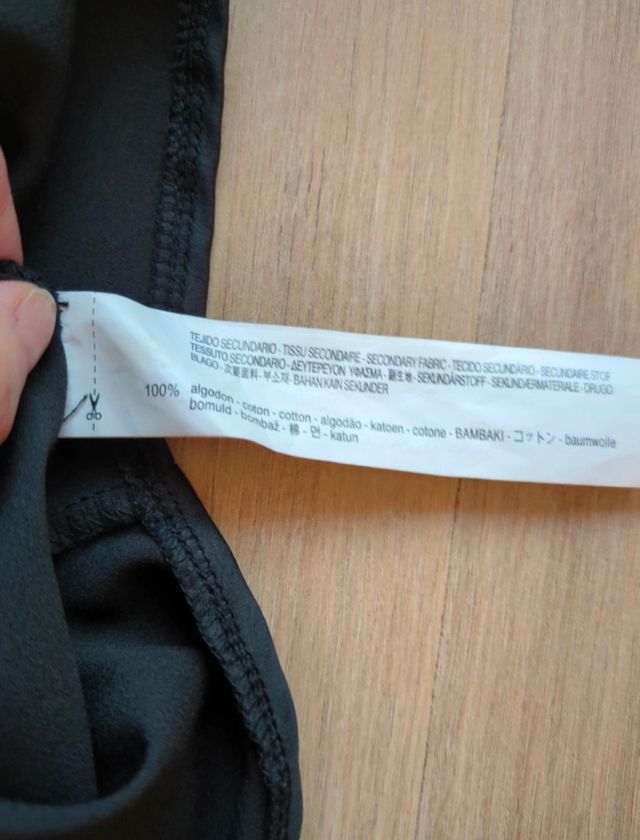 TEJIDO SECUNDARIO - TISSU SECONDAIRE - SECONDARY FABRIC - TECIDO SECUNDÁRIO - SECUNDAIRE STOF
TESSUTO SECONDARIO - ΔΕΥΤΕΡΕΥΟΝ ΥΦΑΣΜΑ - 副生地 - SEKUNDÄRSTOFF - SEKUNDÆRMATERIALE - DRUGO
BLAGO - 次要面料 - 부소재 - BAHAN KAIN SEKUNDER
100% algodon - coton - cotton - algodão - katoen - cotone - BAMBAKI - コットン - baumwolle
bomuld - bombaž - 棉 - 면 - katun